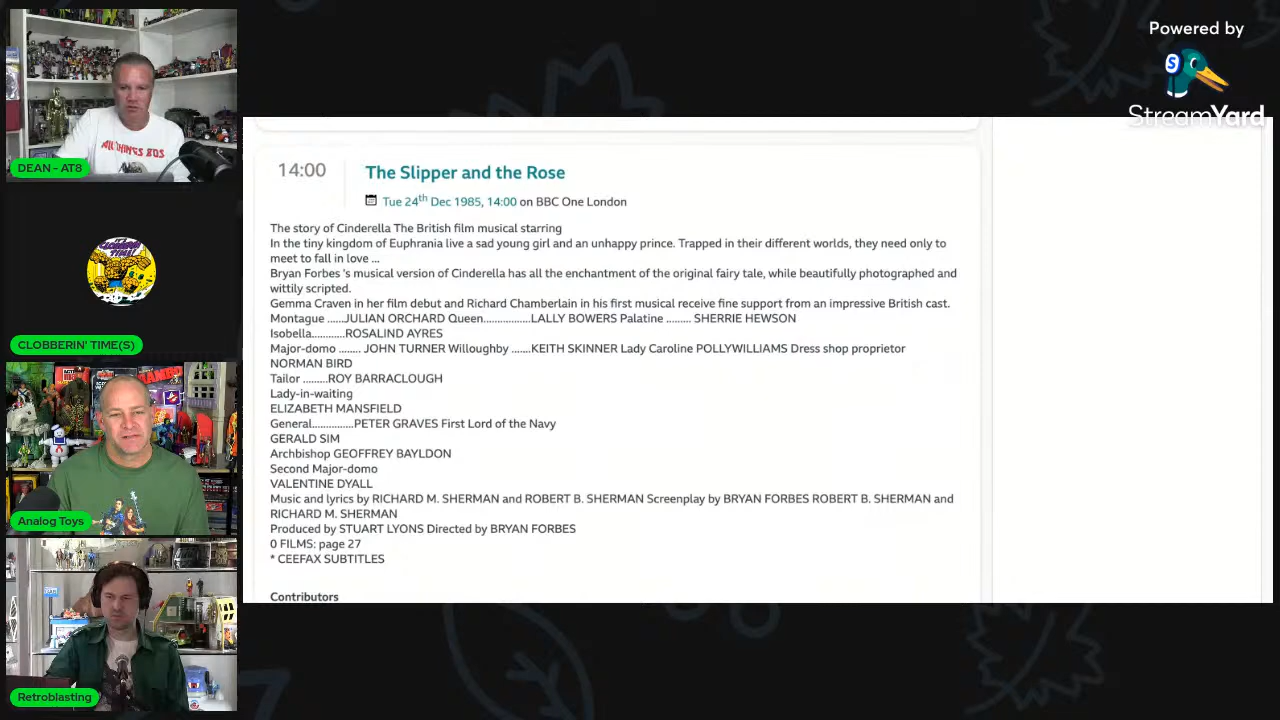 Powered by
StreamYard
ALL THINGS 80S
DEAN - AT8
CLOBBERIN' TIME(S)
Analog Toys
Retroblasting
14:00
The Slipper and the Rose
Tue 24th Dec 1985, 14:00 on BBC One London
The story of Cinderella The British film musical starring
In the tiny kingdom of Euphrania live a sad young girl and an unhappy prince. Trapped in their different worlds, they need only to
meet to fall in love ...
Bryan Forbes 's musical version of Cinderella has all the enchantment of the original fairy tale, while beautifully photographed and
wittily scripted.
Gemma Craven in her film debut and Richard Chamberlain in his first musical receive fine support from an impressive British cast.
Montague ......JULIAN ORCHARD Queen................LALLY BOWERS Palatine ......... SHERRIE HEWSON
Isobella...........ROSALIND AYRES
Major-domo ........ JOHN TURNER Willoughby .......KEITH SKINNER Lady Caroline POLLYWILLIAMS Dress shop proprietor
NORMAN BIRD
Tailor .........ROY BARRACLOUGH
Lady-in-waiting
ELIZABETH MANSFIELD
General...............PETER GRAVES First Lord of the Navy
GERALD SIM
Archbishop GEOFFREY BAYLDON
Second Major-domo
VALENTINE DYALL
Music and lyrics by RICHARD M. SHERMAN and ROBERT B. SHERMAN Screenplay by BRYAN FORBES ROBERT B. SHERMAN and
RICHARD M. SHERMAN
Produced by STUART LYONS Directed by BRYAN FORBES
0 FILMS: page 27
* CEEFAX SUBTITLES
Contributors